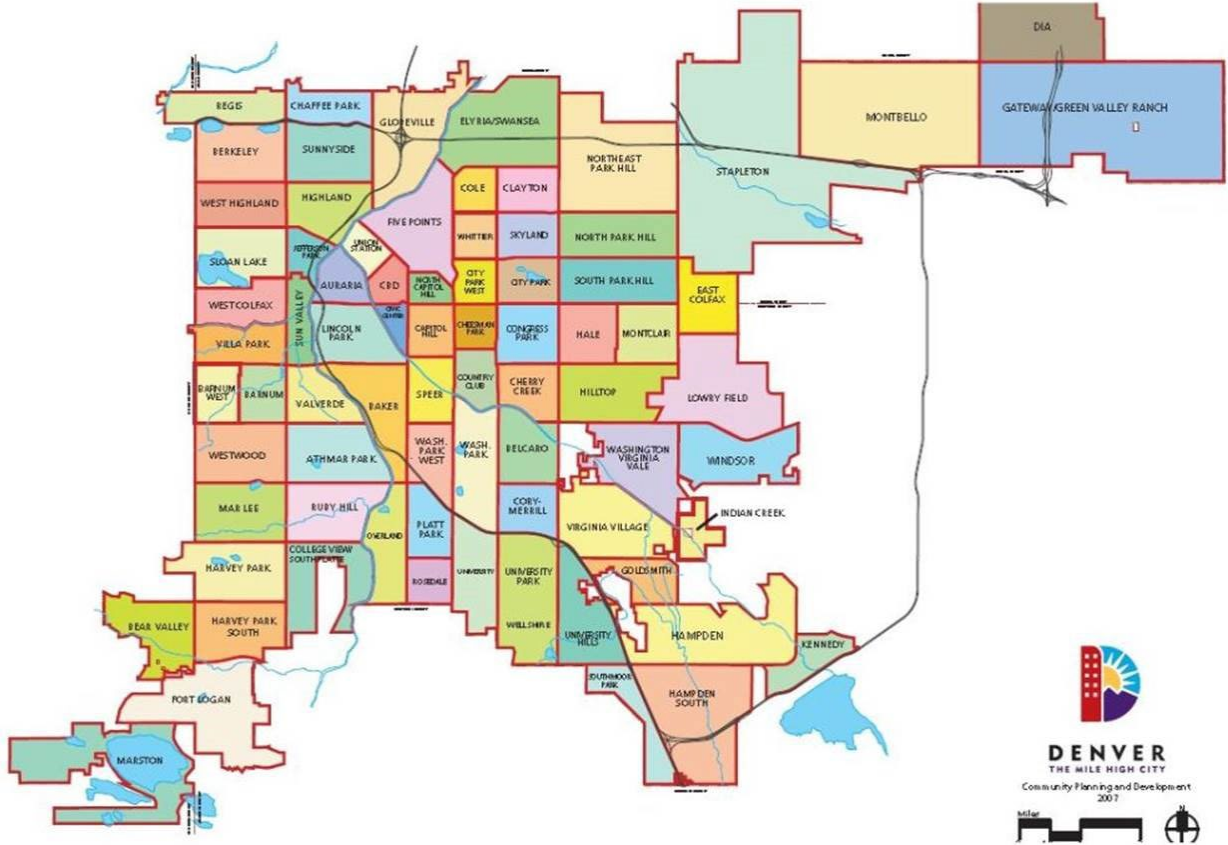 DIA
REGIS
CHAFFEE PARK
GLOBEVILLE
ELYRIA/SWANSEA
MONTBELLO
GATEWAY/GREEN VALLEY RANCH
BERKELEY
SUNNYSIDE
NORTHEAST
PARK HILL
STAPLETON
WEST HIGHLAND
HIGHLAND
COLE
CLAYTON
FIVE POINTS
WHITTIER
SKYLAND
NORTH PARK HILL
SLOAN LAKE
JEFFERSON
PARK
UNION
STATION
AURARIA
CBD
NORTH
CAPITOL
HILL
CITY
PARK
WEST
CITY PARK
SOUTH PARK HILL
EAST
COLFAX
WEST COLFAX
SUN VALLEY
LINCOLN
PARK
CIVIC
CENTER
CAPITOL
HILL
CHEESMAN
PARK
CONGRESS
PARK
HALE
MONTCLAIR
VILLA PARK
BARNUM
WEST
BARNUM
VALVERDE
BAKER
SPEER
COUNTRY
CLUB
CHERRY
CREEK
HILLTOP
LOWRY FIELD
WESTWOOD
ATHMAR PARK
WASH.
PARK
WEST
WASH.
PARK
BELCARO
WASHINGTON
VIRGINIA
VALE
WINDSOR
MAR LEE
RUBY HILL
OVERLAND
PLATT
PARK
CORY-
MERRILL
VIRGINIA VILLAGE
INDIAN CREEK
HARVEY PARK
COLLEGE VIEW/
SOUTH PLATTE
ROSEDALE
UNIVERSITY
UNIVERSITY
PARK
GOLDSMITH
BEAR VALLEY
HARVEY PARK
SOUTH
WELLSHIRE
UNIVERSITY
HILLS
HAMPDEN
KENNEDY
FORT LOGAN
SOUTHMOOR
PARK
HAMPDEN
SOUTH
MARSTON
DENVER
THE MILE HIGH CITY
Community Planning and Development
2007
Miles
N